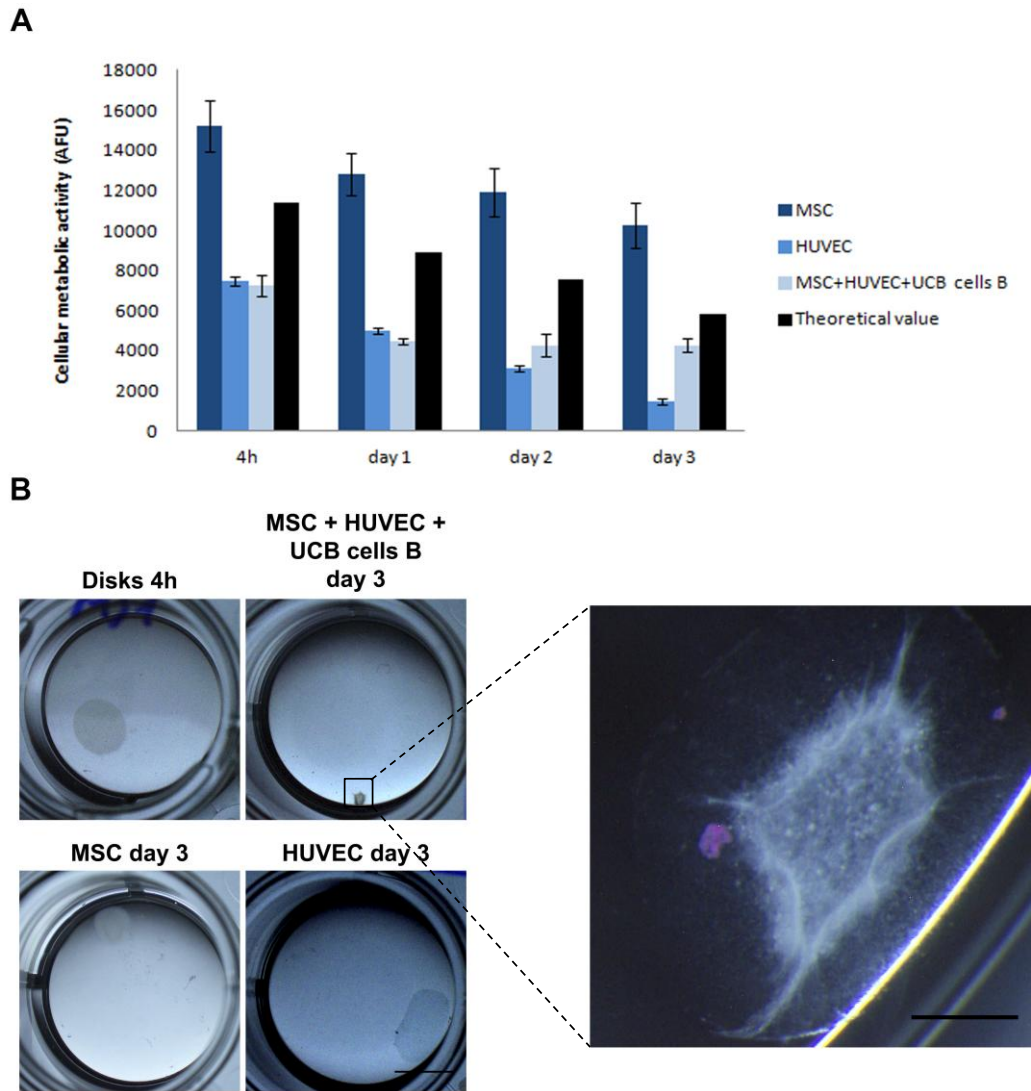 A
Cellular metabolic activity (AFU)
18000
16000
14000
12000
10000
8000
6000
4000
2000
0
4h
day 1
day 2
day 3
MSC
HUVEC
MSC+HUVEC+UCB cells B
Theoretical value
B
Disks 4h
MSC + HUVEC +
UCB cells B
day 3
MSC day 3
HUVEC day 3